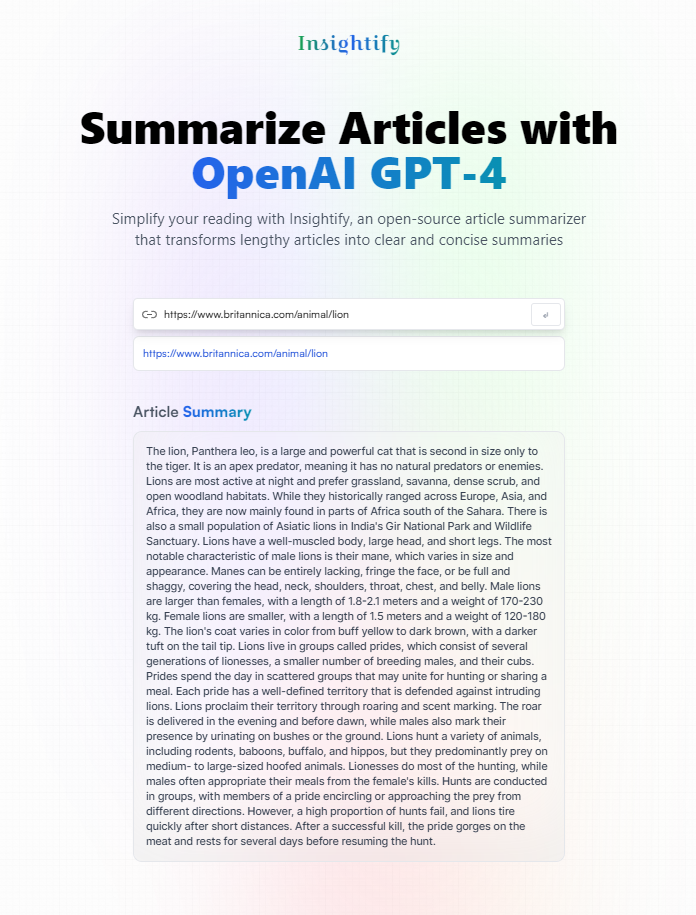 Insightify
Summarize Articles with
OpenAI GPT-4
Simplify your reading with Insightify, an open-source article summarizer
that transforms lengthy articles into clear and concise summaries
https://www.britannica.com/animal/lion
https://www.britannica.com/animal/lion
Article Summary
The lion, Panthera leo, is a large and powerful cat that is second in size only to
the tiger. It is an apex predator, meaning it has no natural predators or enemies.
Lions are most active at night and prefer grassland, savanna, dense scrub, and
open woodland habitats. While they historically ranged across Europe, Asia, and
Africa, they are now mainly found in parts of Africa south of the Sahara. There is
also a small population of Asiatic lions in India's Gir National Park and Wildlife
Sanctuary. Lions have a well-muscled body, large head, and short legs. The most
notable characteristic of male lions is their mane, which varies in size and
appearance. Manes can be entirely lacking, fringe the face, or be full and
shaggy, covering the head, neck, shoulders, throat, chest, and belly. Male lions
are larger than females, with a length of 1.8-2.1 meters and a weight of 170-230
kg. Female lions are smaller, with a length of 1.5 meters and a weight of 120-180
kg. The lion's coat varies in color from buff yellow to dark brown, with a darker
tuft on the tail tip. Lions live in groups called prides, which consist of several
generations of lionesses, a smaller number of breeding males, and their cubs.
Prides spend the day in scattered groups that may unite for hunting or sharing a
meal. Each pride has a well-defined territory that is defended against intruding
lions. Lions proclaim their territory through roaring and scent marking. The roar
is delivered in the evening and before dawn, while males also mark their
presence by urinating on bushes or the ground. Lions hunt a variety of animals,
including rodents, baboons, buffalo, and hippos, but they predominantly prey on
medium- to large-sized hoofed animals. Lionesses do most of the hunting, while
males often appropriate their meals from the female's kills. Hunts are conducted
in groups, with members of a pride encircling or approaching the prey from
different directions. However, a high proportion of hunts fail, and lions tire
quickly after short distances. After a successful kill, the pride gorges on the
meat and rests for several days before resuming the hunt.